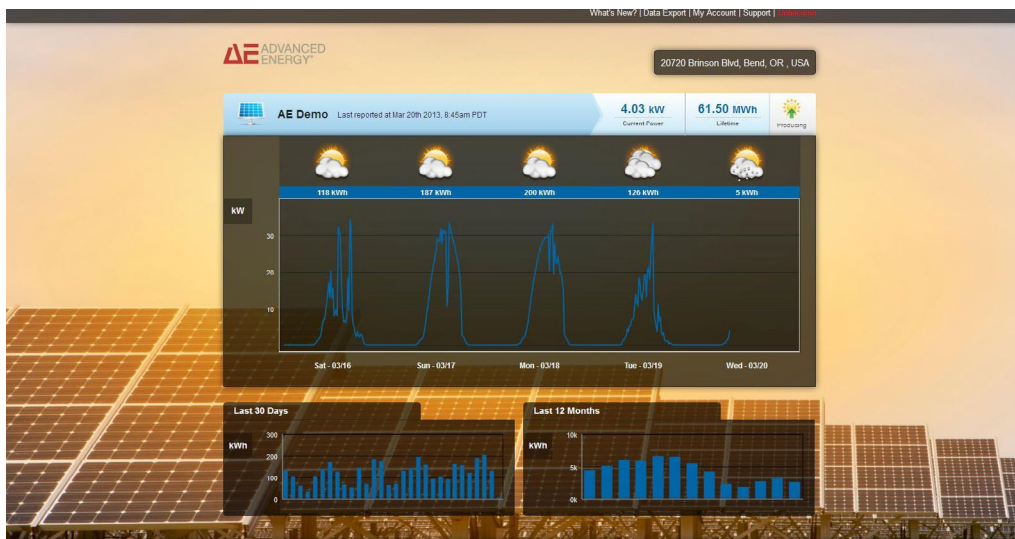 What's New? | Data Export | My Account | Support |
AE ADVANCED
ENERGY®
20720 Brinson Blvd, Bend, OR , USA
AE Demo Last reported at Mar 20th 2013, 8:45am PDT
4.03 kW
Current Power
61.50 MWh
Lifetime
Producing
118 kWh 187 kWh 200 kWh 126 kWh 5 kWh
kW
30
20
10
Sat - 03/16 Sun - 03/17 Mon - 03/18 Tue - 03/19 Wed - 03/20
Last 30 Days
kWh
300
200
100
0
Last 12 Months
kWh
10k
5k
0k